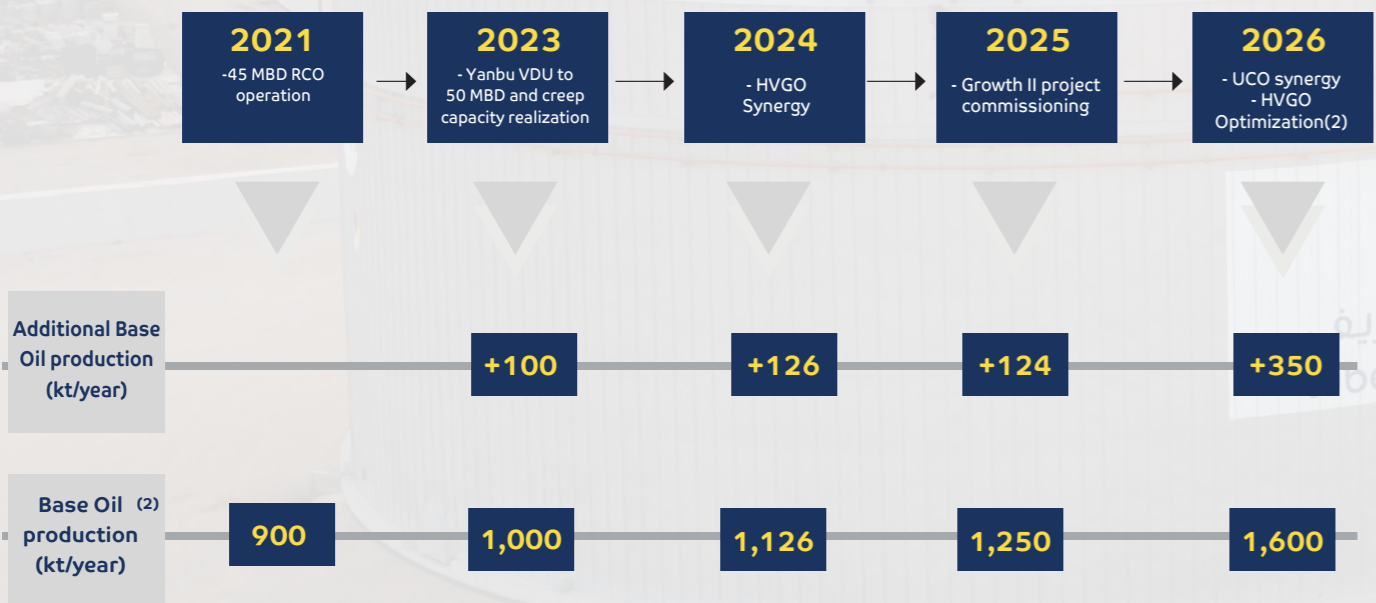 2021
-45 MBD RCO
operation
2023
- Yanbu VDU to
50 MBD and creep
capacity realization
2024
- HVGO
Synergy
2025
- Growth II project
commissioning
2026
- UCO synergy
- HVGO
Optimization(2)
Additional Base
Oil production
(kt/year)
+100
+126
+124
+350
Base Oil (2)
production
(kt/year)
900
1,000
1,126
1,250
1,600